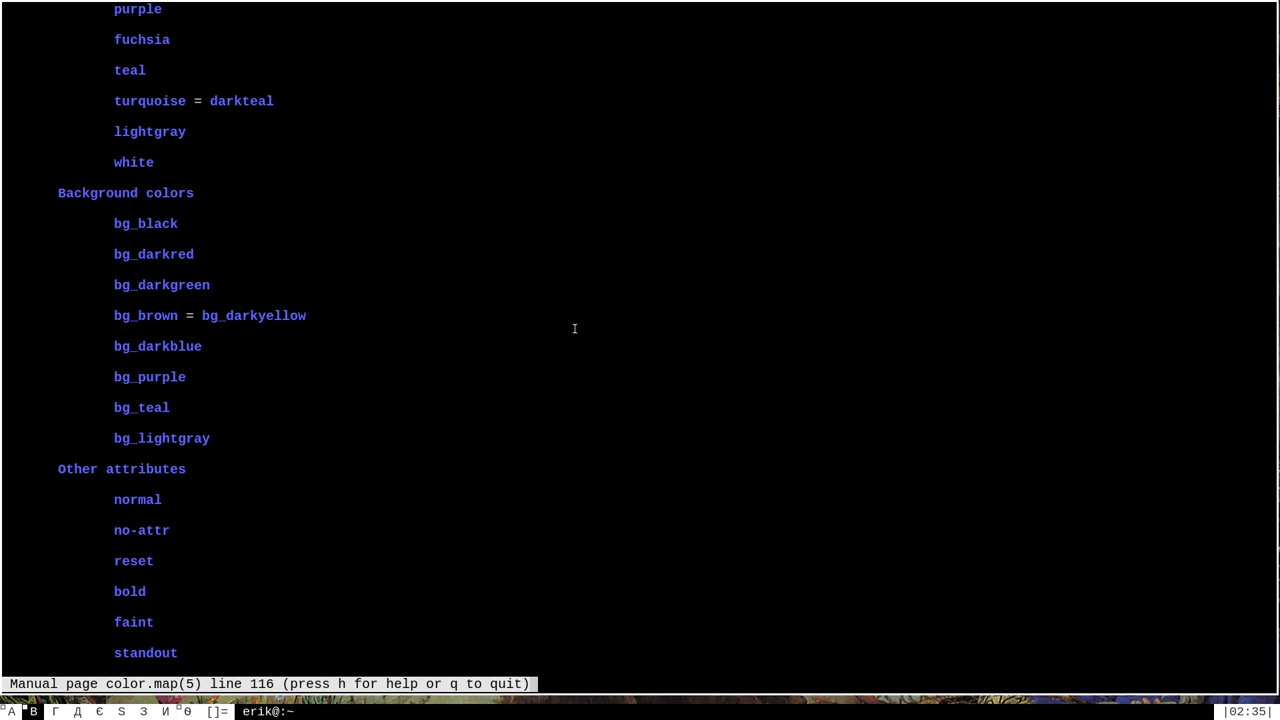 purple
fuchsia
teal
turquoise = darkteal
lightgray
white
Background colors
bg_black
bg_darkred
bg_darkgreen
bg_brown = bg_darkyellow
bg_darkblue
bg_purple
bg_teal
bg_lightgray
Other attributes
normal
no-attr
reset
bold
faint
standout
Manual page color.map(5) line 116 (press h for help or q to quit)
А В Г Д Є Ѕ З И Ѳ []= erik@:~ |02:35|